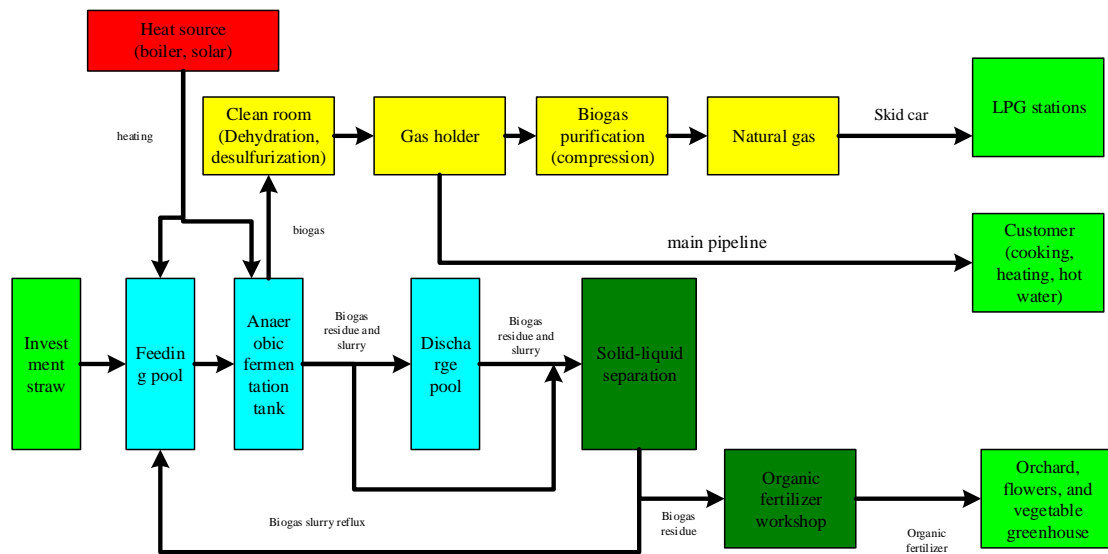 Heat source
(boiler, solar)
heating
Clean room
(Dehydration,
desulfurization)
Gas holder
Biogas
purification
(compression)
Natural gas
Skid car
LPG stations
biogas
main pipeline
Customer
(cooking,
heating, hot
water)
Invest
ment
straw
Feedin
g pool
Anaer
obic
fermen
tation
tank
Biogas
residue and
slurry
Discha
rge
pool
Biogas
residue and
slurry
Solid-liquid
separation
Biogas slurry reflux
Biogas
residue
Organic
fertilizer
workshop
Organic
fertilizer
Orchard,
flowers, and
vegetable
greenhouse